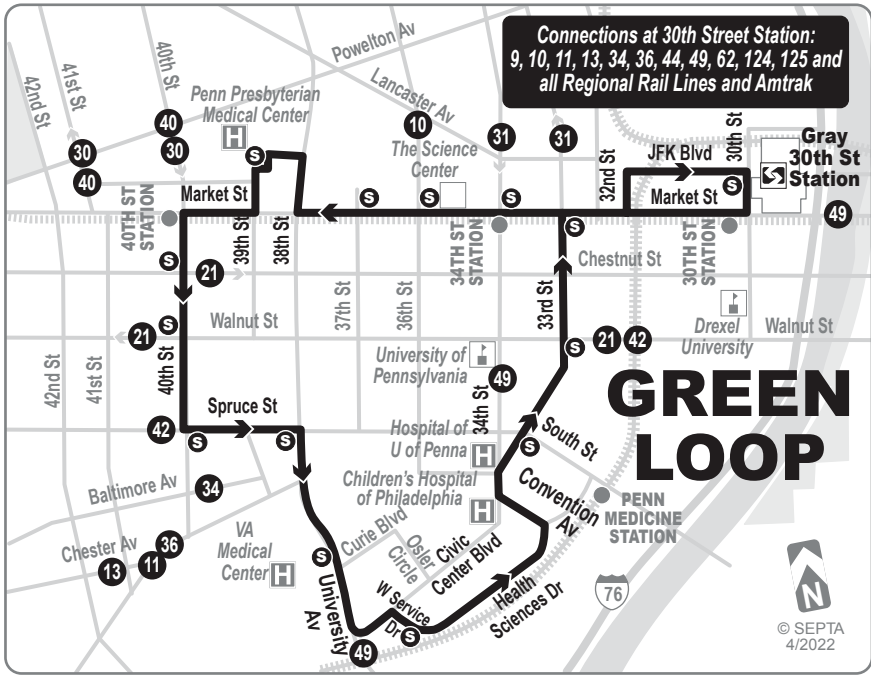 Connections at 30th Street Station:
9, 10, 11, 13, 34, 36, 44, 49, 62, 124, 125 and
all Regional Rail Lines and Amtrak
42nd St
41st St
40th St
Powelton Av
Lancaster Av
Penn Presbyterian
Medical Center
H
40
30
30
40
10
31
31
The Science
Center
32nd St
JFK Blvd
30th St
Gray
30th St
Station
S
S
S
S
S
Market St
Market St
49
40TH ST
STATION
39th St
38th St
34TH ST
STATION
30TH ST
STATION
S
S
Chestnut St
21
37th St
36th St
33rd St
Walnut St
Drexel
University
Walnut St
S
21
42nd St
41st St
40th St
University of
Pennsylvania
49
34th St
S
21
42
GREEN
LOOP
Spruce St
42
S
S
Hospital of
U of Penna
H
S
South St
Baltimore Av
34
Children's Hospital
of Philadelphia
H
Convention
Av
PENN
MEDICINE
STATION
Chester Av
36
11
13
VA
Medical
Center
H
S
Curie Blvd
Osler
Circle
Civic
Center Blvd
University
Av
W Service
Dr
S
Health
Sciences Dr
76
49
N
© SEPTA
4/2022